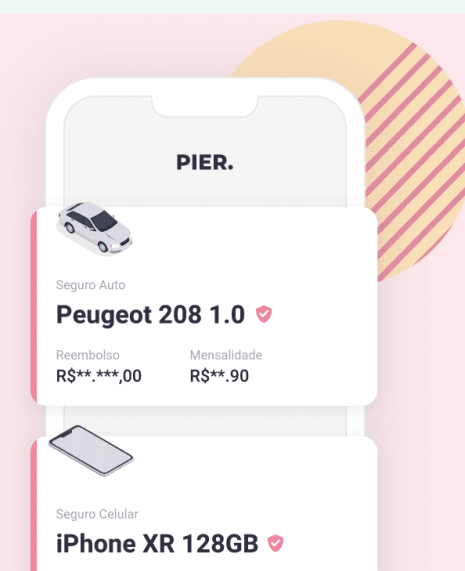 PIER.
Seguro Auto
Peugeot 208 1.0
Reembolso Mensalidade
R$**.***,00 R$**.90
Seguro Celular
iPhone XR 128GB